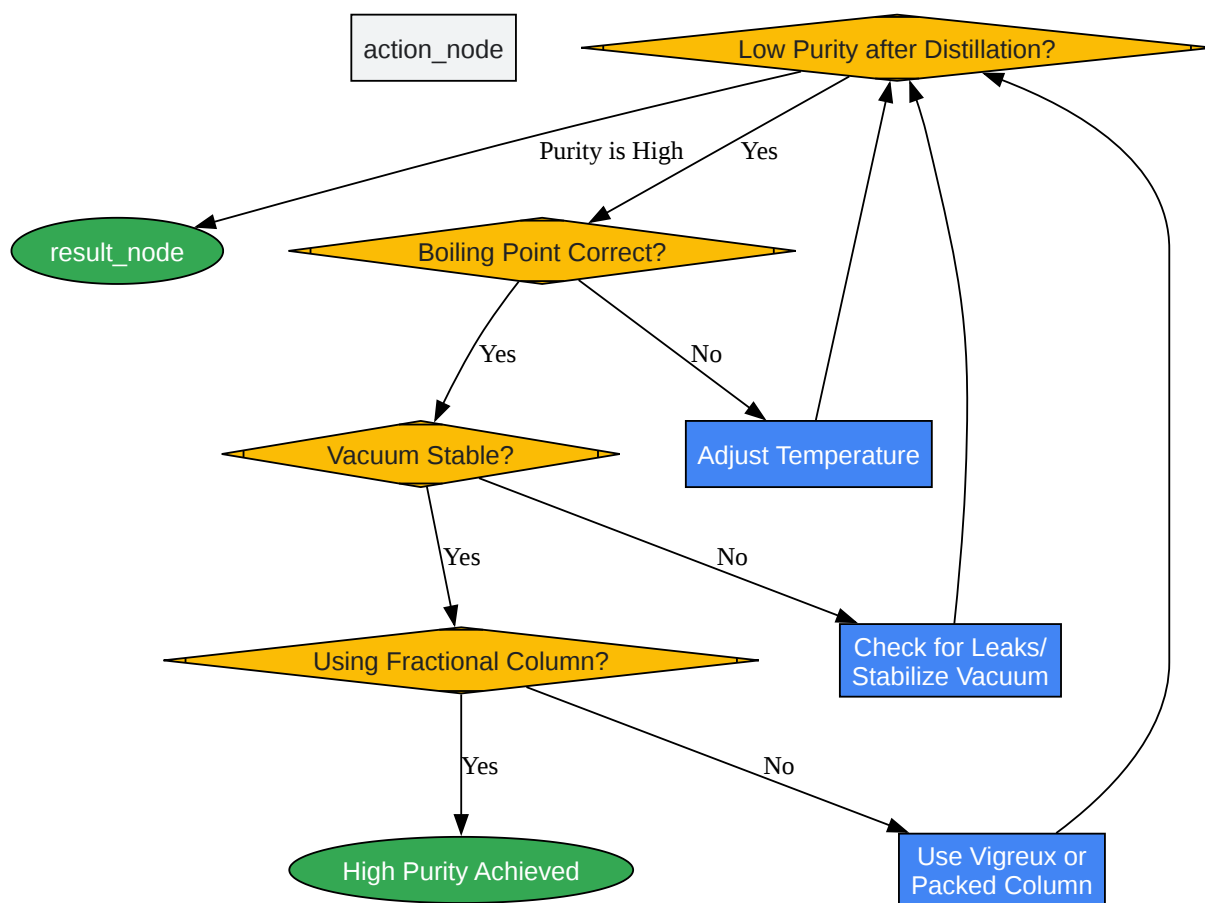 action_node
Low Purity after Distillation?
Purity is High
Yes
result_node
Boiling Point Correct?
Yes
No
Vacuum Stable?
Adjust Temperature
Yes
No
Using Fractional Column?
Check for Leaks/
Stabilize Vacuum
Yes
No
High Purity Achieved
Use Vigreux or
Packed Column